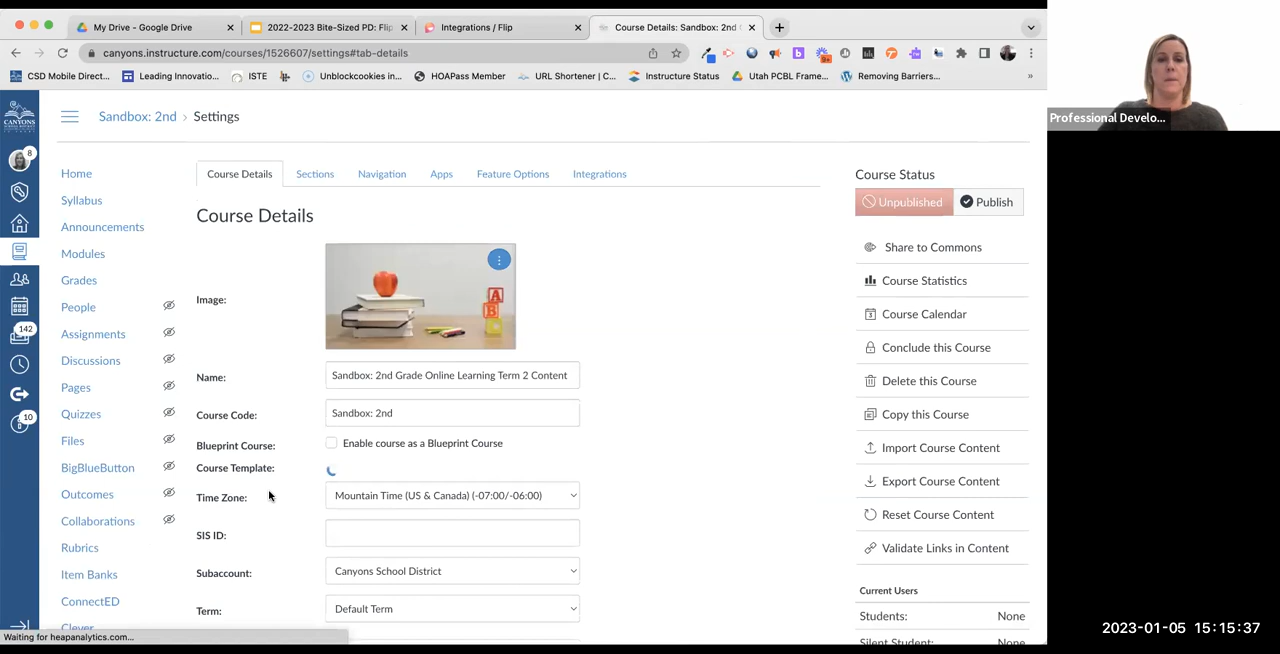 My Drive - Google Drive
2022-2023 Bite-Sized PD: Flip
Integrations / Flip
Course Details: Sandbox: 2nd
canyons.instructure.com/courses/1526607/settings#tab-details
9+
CSD Mobile Direct...
Leading Innovatio...
ISTE
Unblockcookies in...
HOAPass Member
URL Shortener | C...
Instructure Status
Utah PCBL Frame...
Removing Barriers...
»
Professional Develo...
CANYONS
8
142
10
Sandbox: 2nd › Settings
Home
Syllabus
Announcements
Modules
Grades
People
Assignments
Discussions
Pages
Quizzes
Files
BigBlueButton
Outcomes
Collaborations
Rubrics
Item Banks
ConnectED
Clever
Course Details
Sections
Navigation
Apps
Feature Options
Integrations
Course Details
Image:
A
B
Name:
Sandbox: 2nd Grade Online Learning Term 2 Content
Course Code:
Sandbox: 2nd
Blueprint Course:
Enable course as a Blueprint Course
Course Template:
Time Zone:
Mountain Time (US & Canada) (-07:00/-06:00)
SIS ID:
Subaccount:
Canyons School District
Term:
Default Term
Course Status
Unpublished
Publish
Share to Commons
Course Statistics
Course Calendar
Conclude this Course
Delete this Course
Copy this Course
Import Course Content
Export Course Content
Reset Course Content
Validate Links in Content
Current Users
Students:
None
Silent Student:
None
Waiting for heapanalytics.com...
2023-01-05 15:15:37